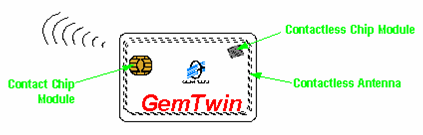 Contactless Chip Module
Contact Chip
Module
Contactless Antenna
GemTwin